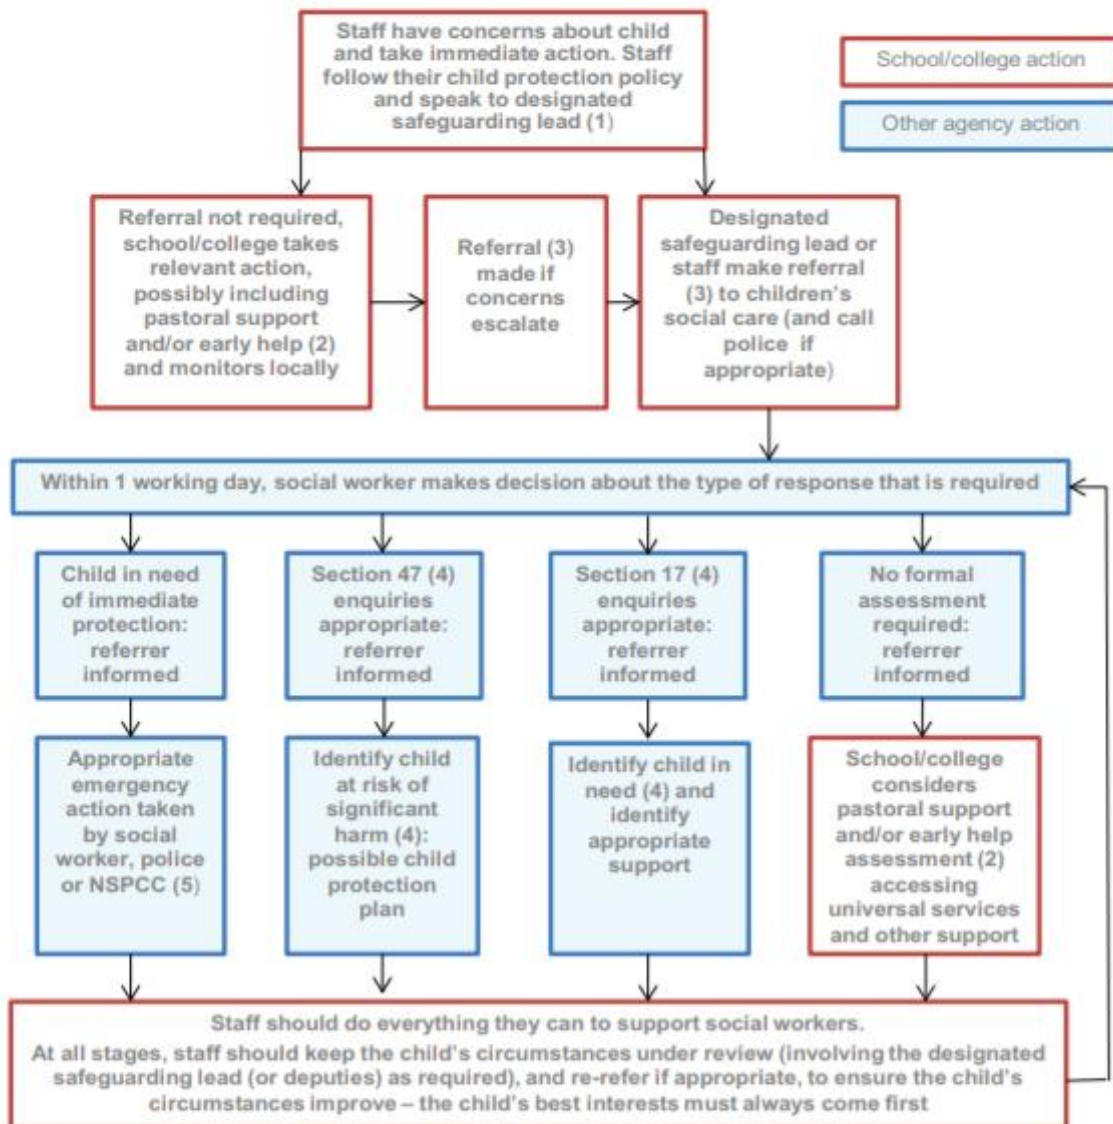 Staff have concerns about child
and take immediate action. Staff
follow their child protection policy
and speak to designated
safeguarding lead (1)
School/college action
Other agency action
Referral not required,
school/college takes
relevant action,
possibly including
pastoral support
and/or early help (2)
and monitors locally
Referral (3)
made if
concerns
escalate
Designated
safeguarding lead or
staff make referral
(3) to children's
social care (and call
police if
appropriate)
Within 1 working day, social worker makes decision about the type of response that is required
Child in need
of immediate
protection:
referrer
informed
Section 47 (4)
enquiries
appropriate:
referrer
informed
Section 17 (4)
enquiries
appropriate:
referrer
informed
No formal
assessment
required:
referrer
informed
Appropriate
emergency
action taken
by social
worker, police
or NSPCC (5)
Identify child
at risk of
significant
harm (4):
possible child
protection
plan
Identify child in
need (4) and
identify
appropriate
support
School/college
considers
pastoral support
and/or early help
assessment (2)
accessing
universal services
and other support
Staff should do everything they can to support social workers.
At all stages, staff should keep the child's circumstances under review (involving the designated
safeguarding lead (or deputies) as required), and re-refer if appropriate, to ensure the child's
circumstances improve – the child's best interests must always come first